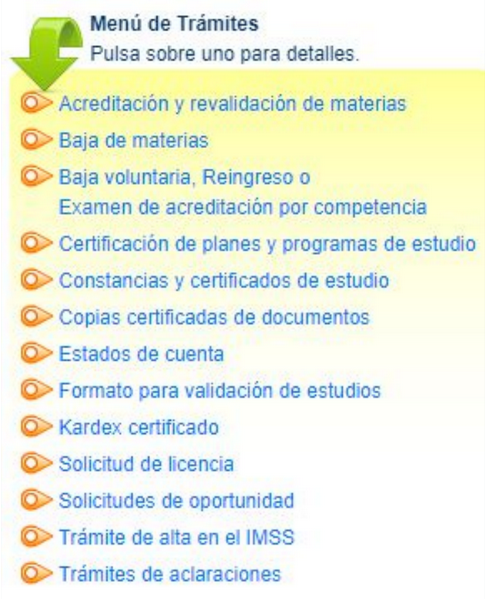 Menú de Trámites
Pulsa sobre uno para detalles.
Acreditación y revalidación de materias
Baja de materias
Baja voluntaria, Reingreso o
Examen de acreditación por competencia
Certificación de planes y programas de estudio
Constancias y certificados de estudio
Copias certificadas de documentos
Estados de cuenta
Formato para validación de estudios
Kardex certificado
Solicitud de licencia
Solicitudes de oportunidad
Trámite de alta en el IMSS
Trámites de aclaraciones